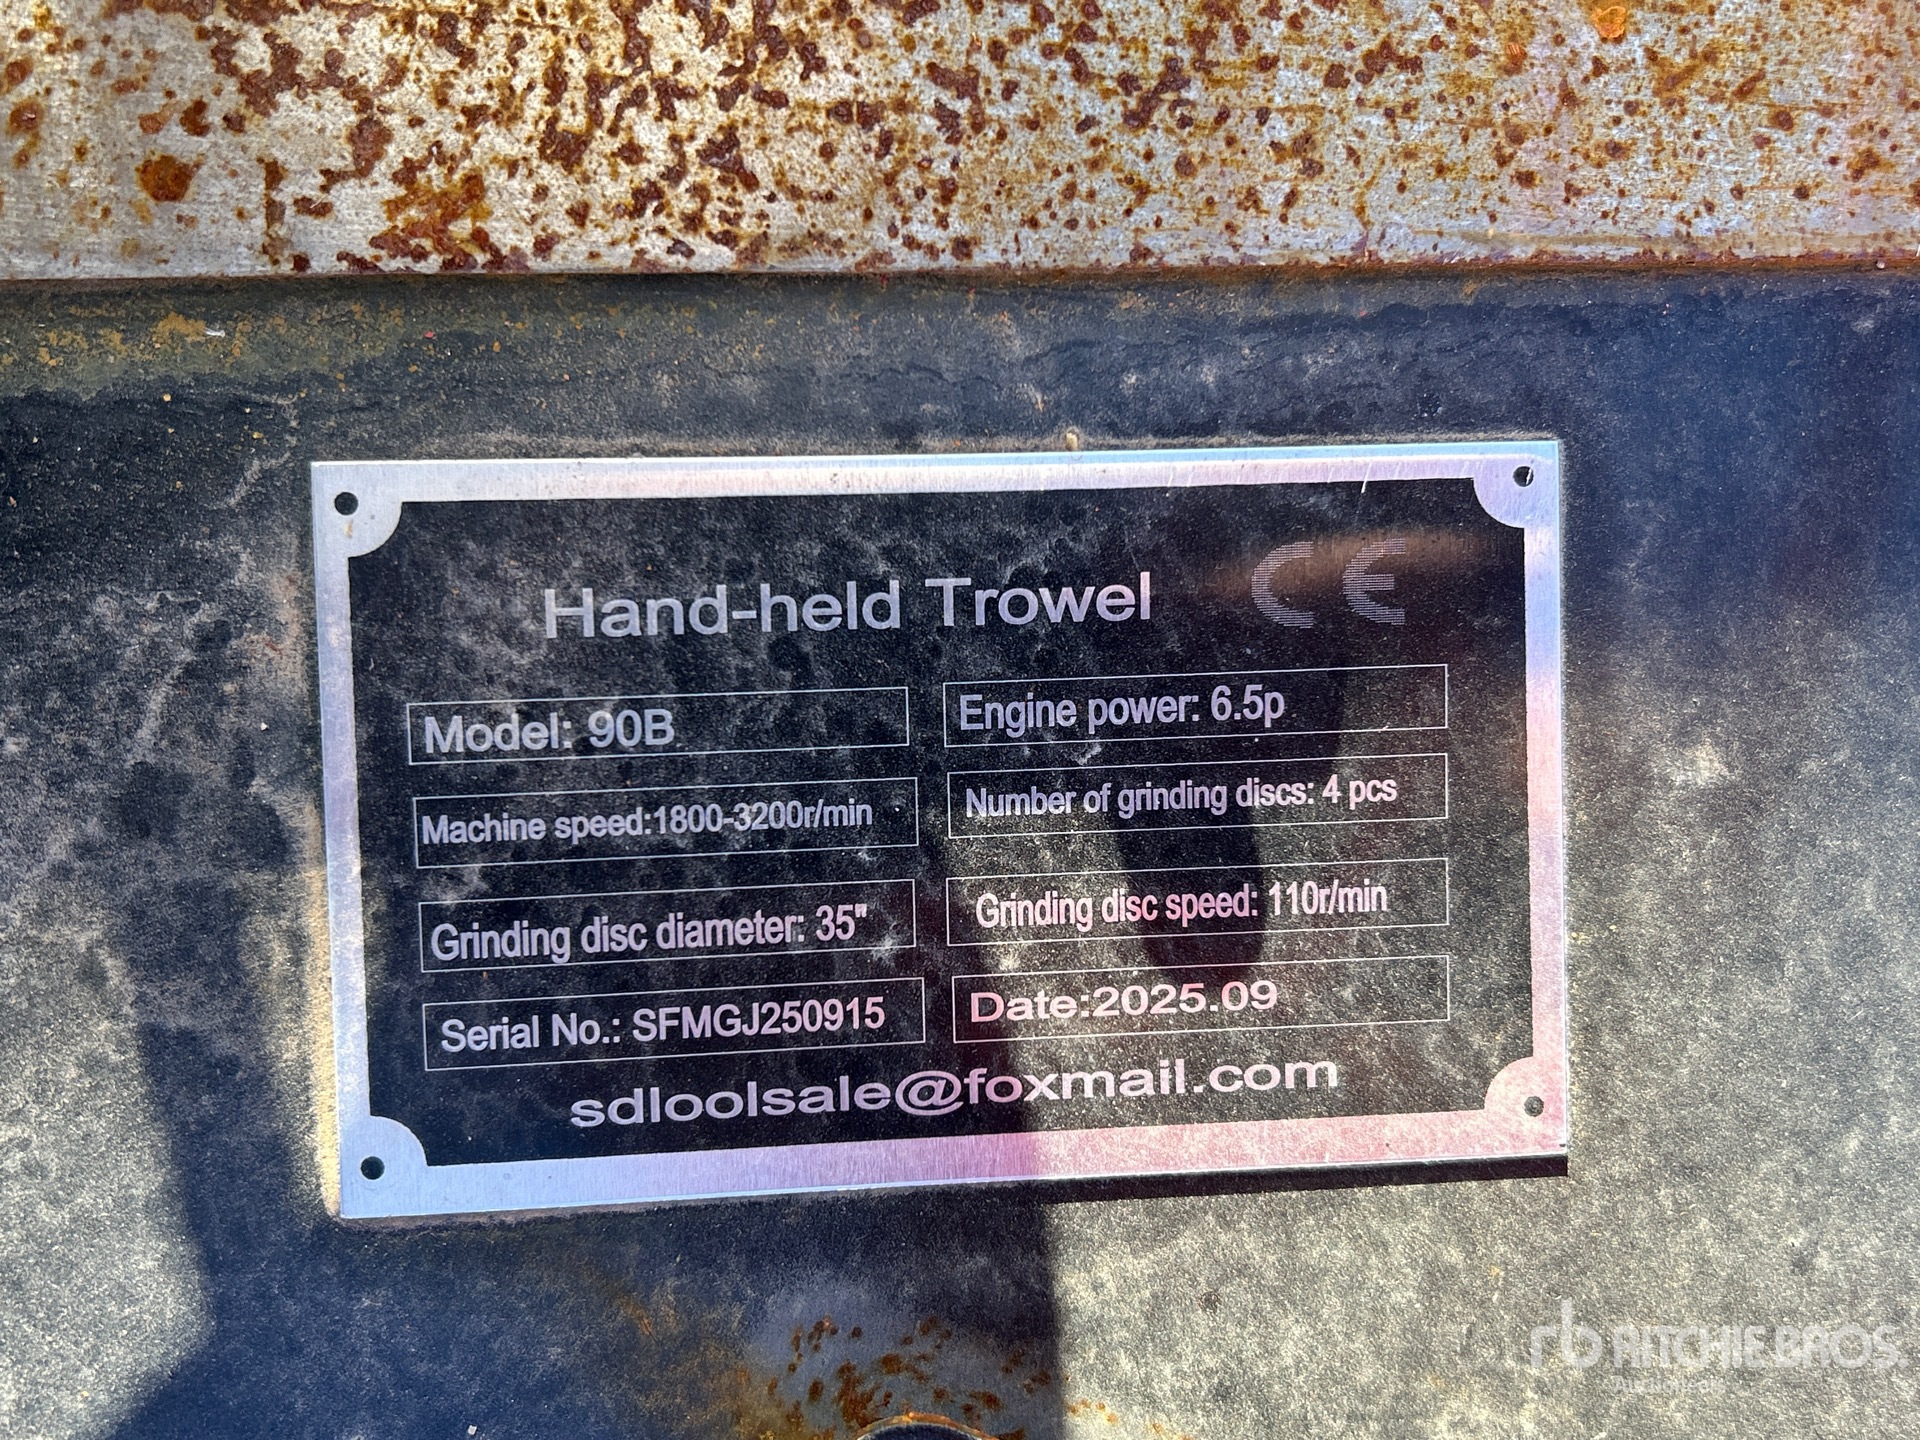 Hand-held Trowel CE
Model: 90B
Engine power: 6.5p
Machine speed:1800-3200r/min
Number of grinding discs: 4 pcs
Grinding disc diameter: 35"
Grinding disc speed: 110r/min
Serial No.: SFMGJ250915
Date:2025.09
sdloolsale@foxmail.com
rb RITCHIE BROS.
Auctioneers